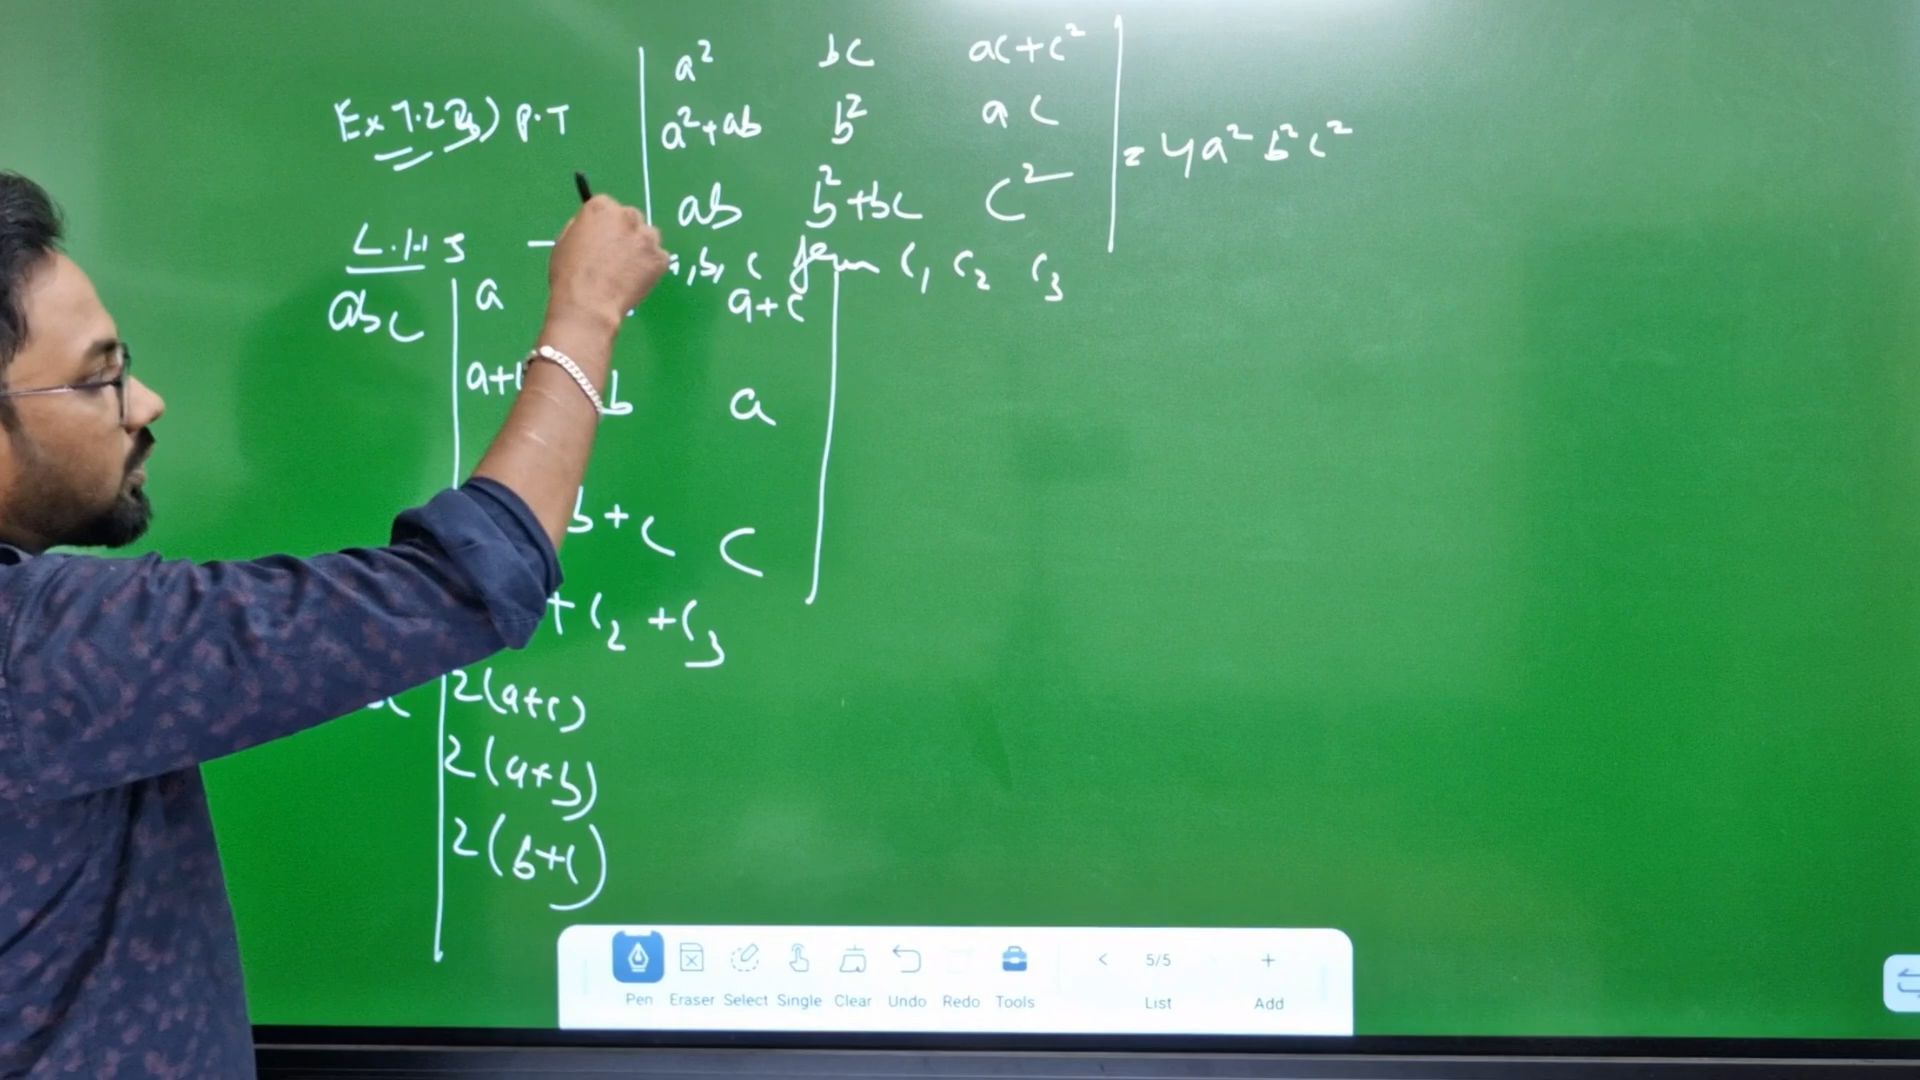 Ex 7.2 3) P.T
a² bc ac+c²
a²+ab b² ac
ab b²+bc c²
= 4a²b²c²
L.H.S
b, c from C₁ C₂ C₃
abc
a a+c
b a
b+c c
+ C₂ + C₃
2(a+c)
2(a+b)
2(b+c)
Pen Eraser Select Single Clear Undo Redo Tools < 5/5 List + Add